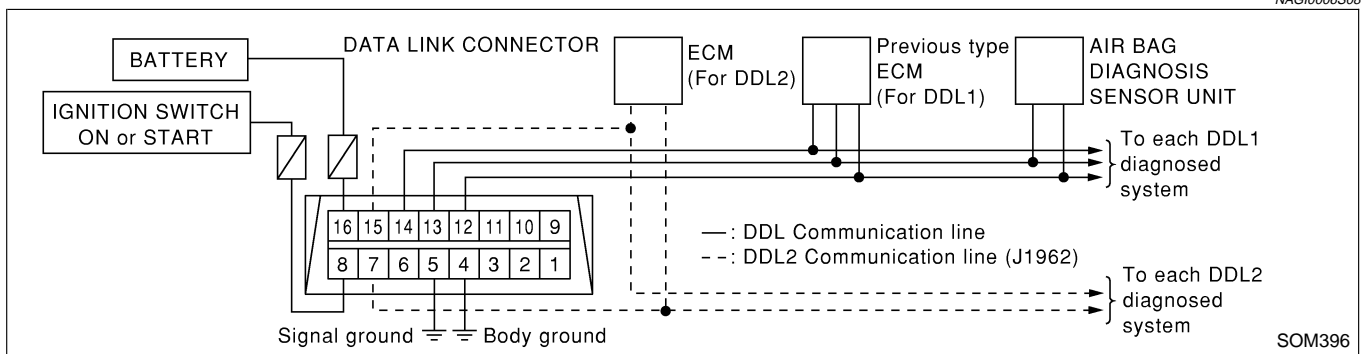 BATTERY
IGNITION SWITCH
ON or START
DATA LINK CONNECTOR
ECM
(For DDL2)
Previous type
ECM
(For DDL1)
AIR BAG
DIAGNOSIS
SENSOR UNIT
To each DDL1
diagnosed
system
16 15 14 13 12 11 10 9
8 7 6 5 4 3 2 1
— : DDL Communication line
- - : DDL2 Communication line (J1962)
To each DDL2
diagnosed
system
Signal ground
Body ground
SOM396